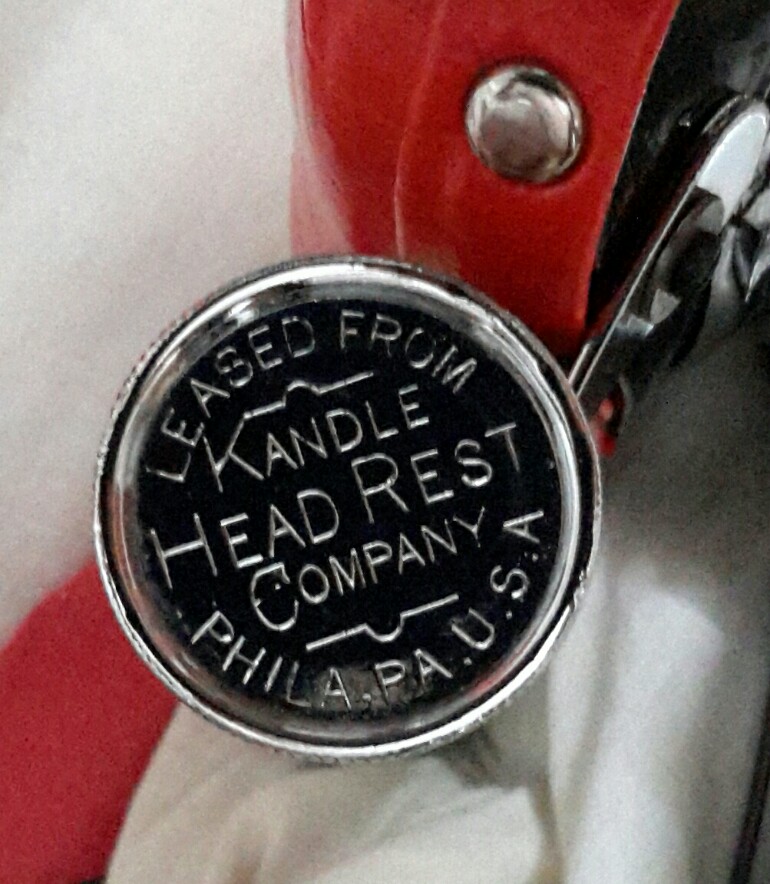 LEASED FROM
KANDLE
HEAD REST
COMPANY
PHILA, PA. U.S.A